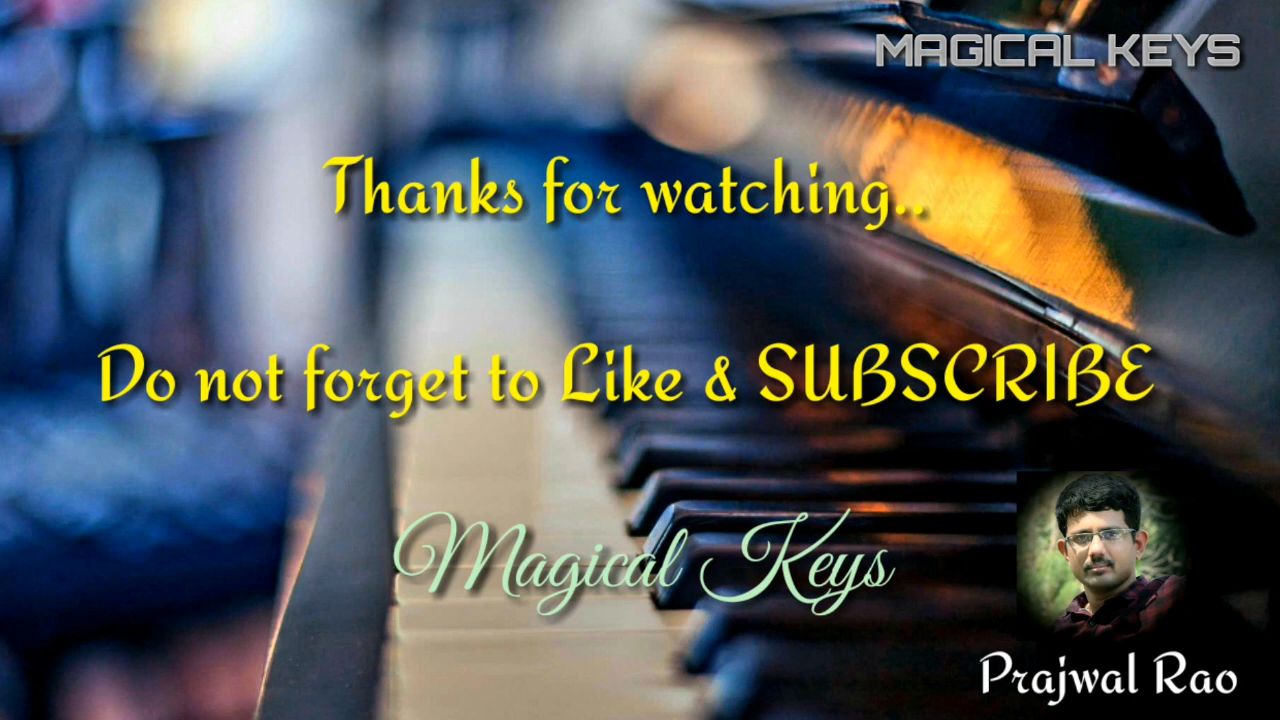 MAGICAL KEYS
Thanks for watching..
Do not forget to Like & SUBSCRIBE
Magical Keys
Prajwal Rao